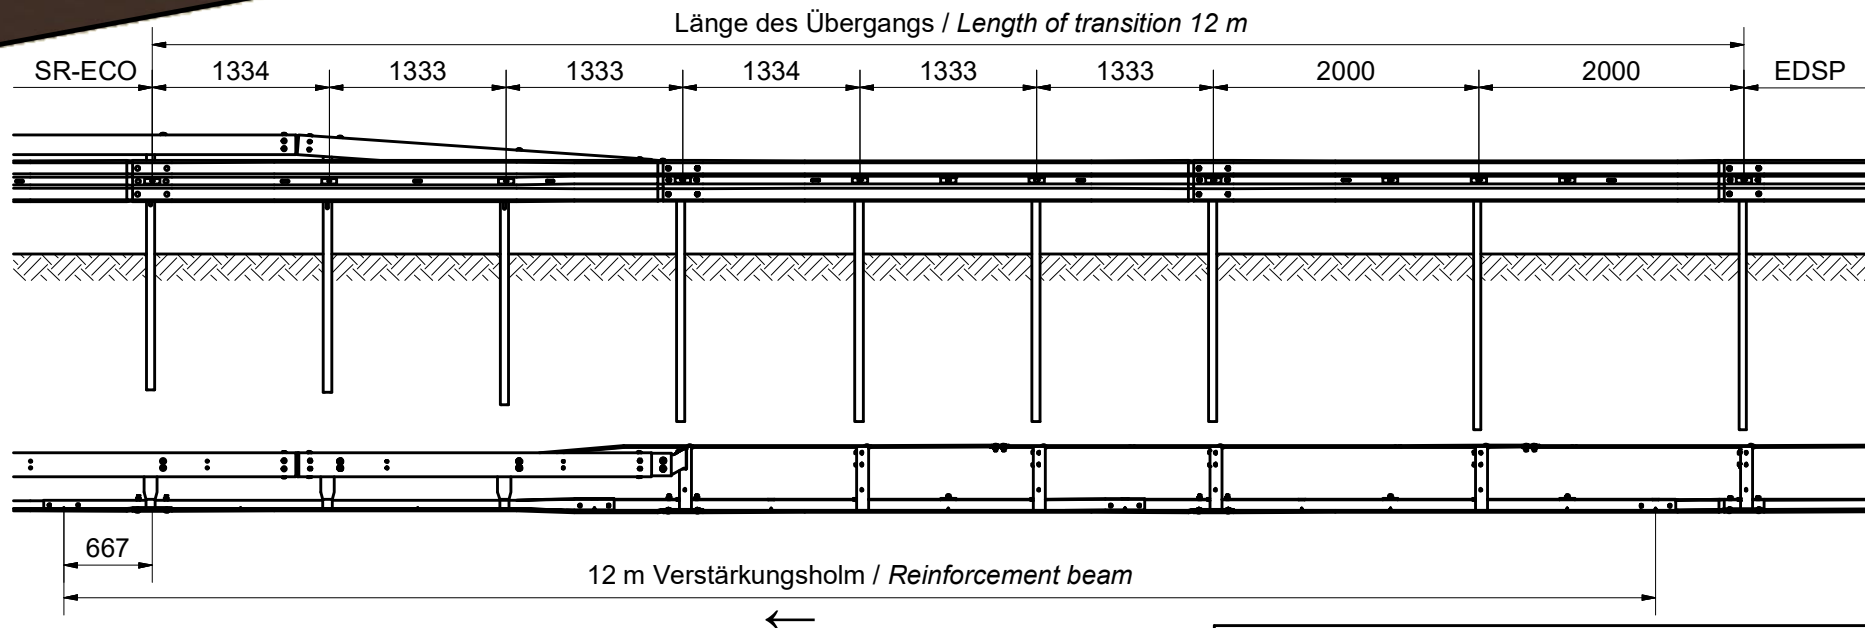 Länge des Übergangs / Length of transition 12 m
SR-ECO 1334 1333 1333 1334 1333 1333 2000 2000 EDSP
667
12 m Verstärkungsholm / Reinforcement beam
←